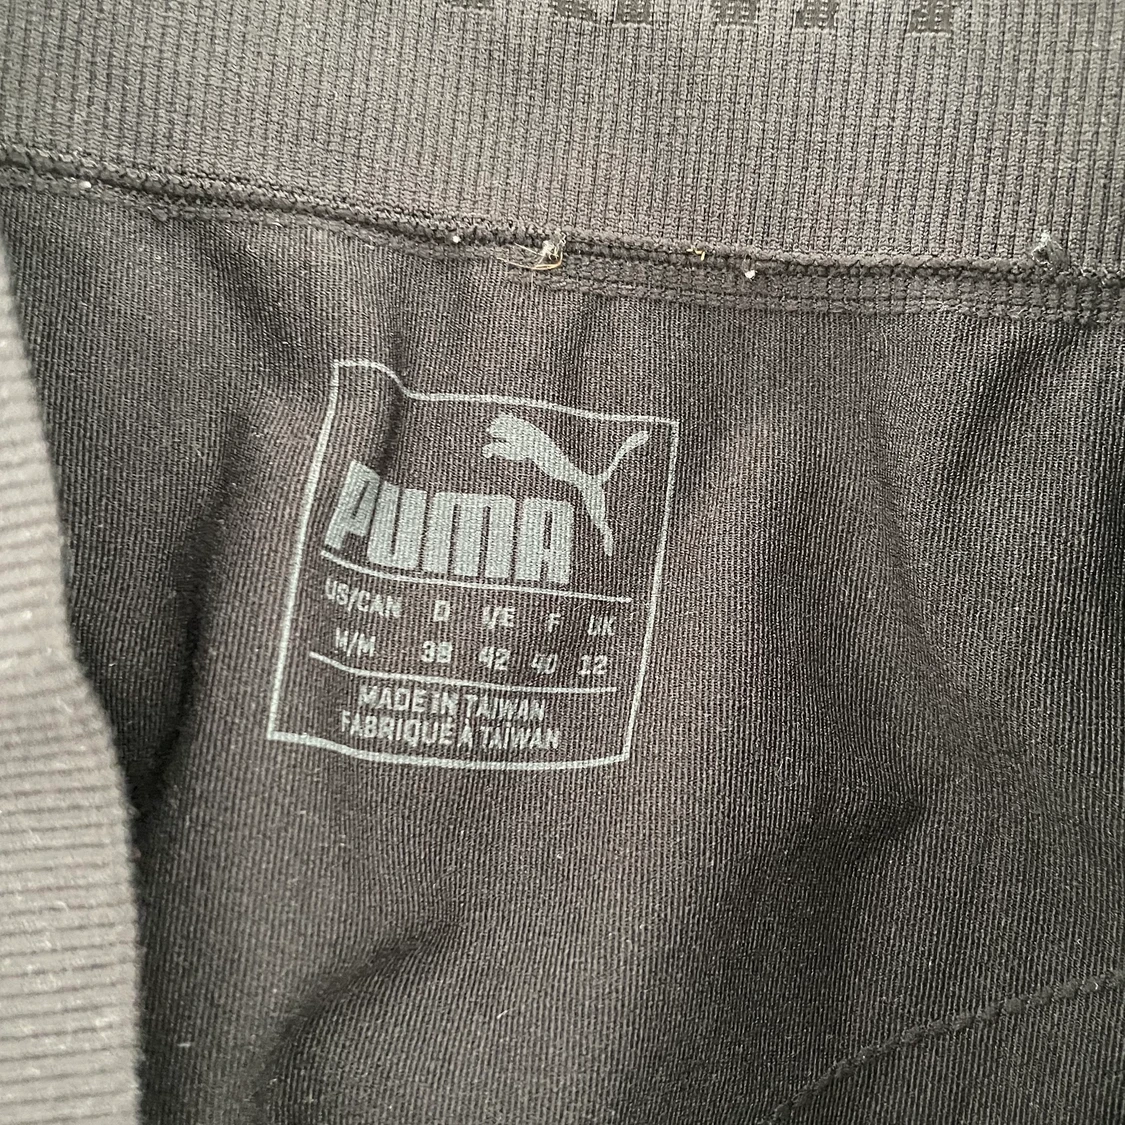 PUMA
US/CAN D I/E F UK
M/M 38 42 40 12
MADE IN TAIWAN
FABRIQUÉ À TAIWAN